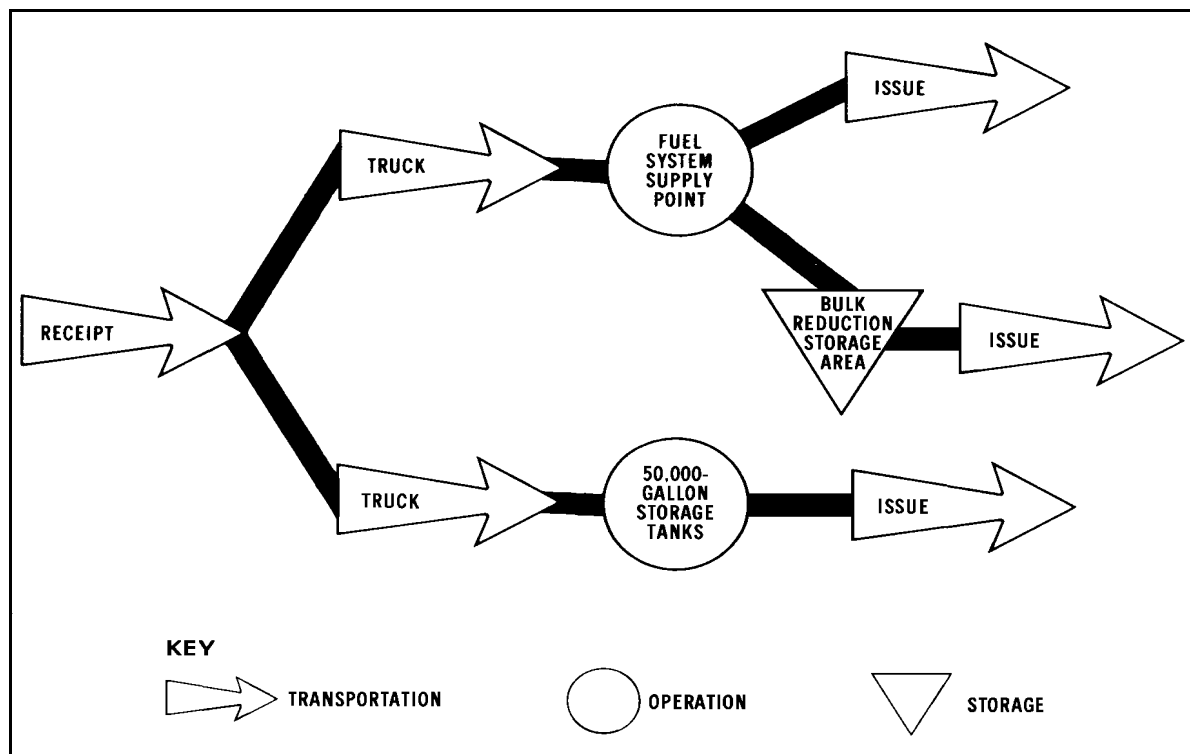 ISSUE
TRUCK
FUEL
SYSTEM
SUPPLY
POINT
RECEIPT
BULK
REDUCTION
STORAGE
AREA
ISSUE
TRUCK
50,000-
GALLON
STORAGE
TANKS
ISSUE
KEY
TRANSPORTATION
OPERATION
STORAGE